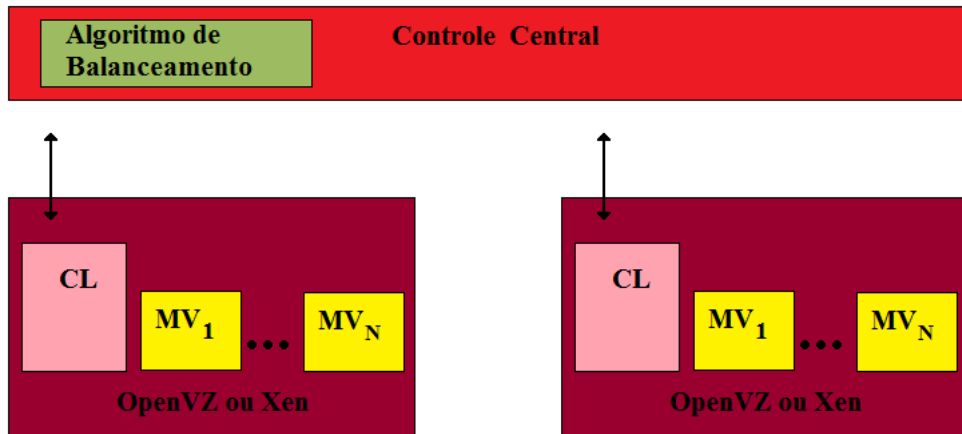 Algoritmo de
Balanceamento
Controle Central
CL
MV1
MVN
OpenVZ ou Xen
CL
MV1
MVN
OpenVZ ou Xen